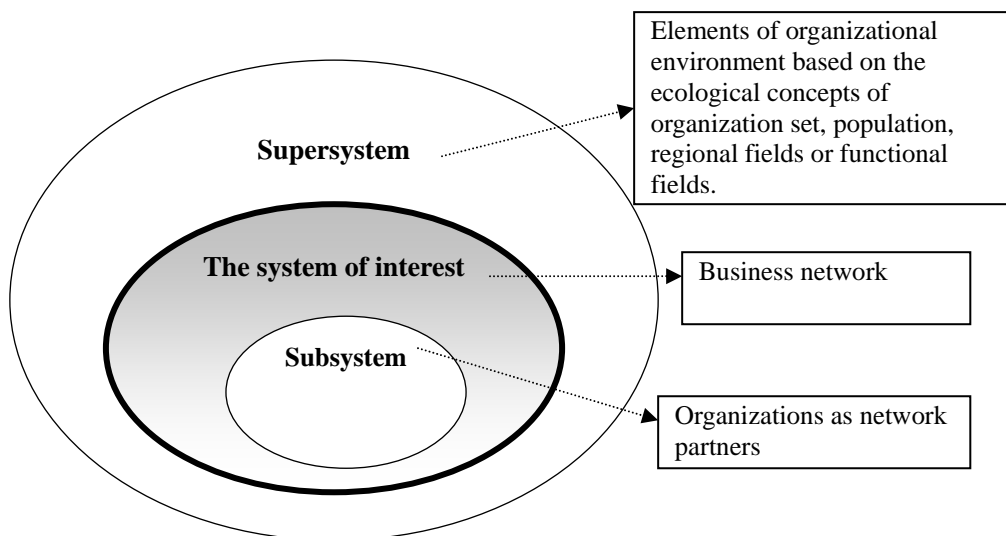 Elements of organizational
environment based on the
ecological concepts of
organization set, population,
regional fields or functional
fields.
Supersystem
The system of interest
Business network
Subsystem
Organizations as network
partners